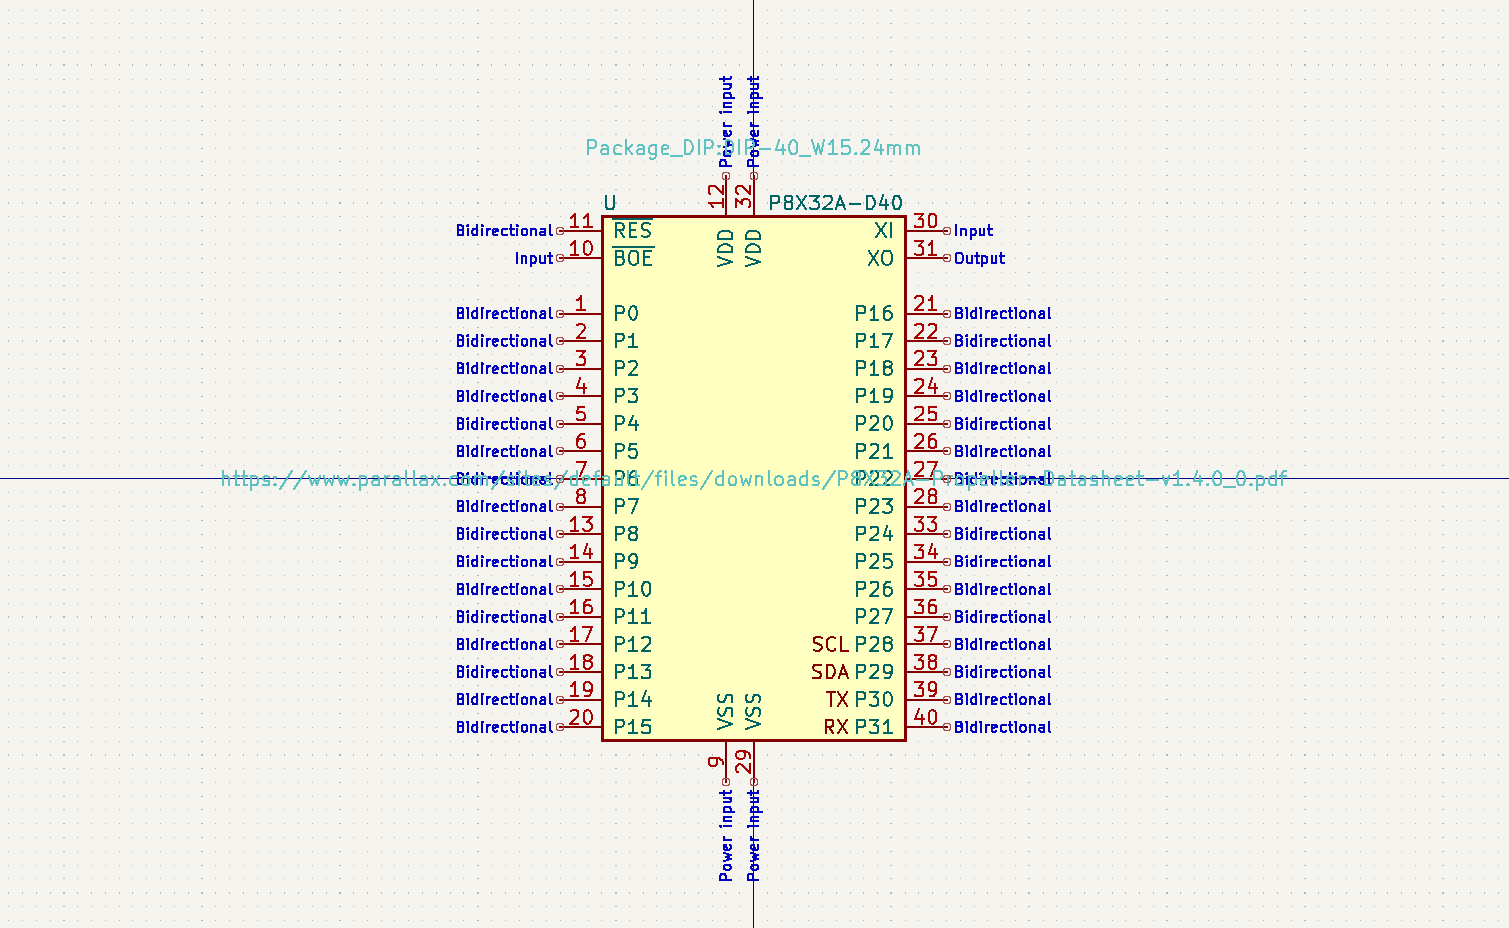 Power input
Power input
Package_DIP:DIP-40_W15.24mm
12
32
U
P8X32A-D40
Bidirectional 11 RES VDD VDD XI 30 Input
Input 10 BOE XO 31 Output
Bidirectional 1 P0 P16 21 Bidirectional
Bidirectional 2 P1 P17 22 Bidirectional
Bidirectional 3 P2 P18 23 Bidirectional
Bidirectional 4 P3 P19 24 Bidirectional
Bidirectional 5 P4 P20 25 Bidirectional
Bidirectional 6 P5 P21 26 Bidirectional
Bidirectional 7 P6 P22 27 Bidirectional
https://www.parallax.com/sites/default/files/downloads/P8X32A-Propeller-Datasheet-v1.4.0_0.pdf
Bidirectional 8 P7 P23 28 Bidirectional
Bidirectional 13 P8 P24 33 Bidirectional
Bidirectional 14 P9 P25 34 Bidirectional
Bidirectional 15 P10 P26 35 Bidirectional
Bidirectional 16 P11 P27 36 Bidirectional
Bidirectional 17 P12 SCL P28 37 Bidirectional
Bidirectional 18 P13 SDA P29 38 Bidirectional
Bidirectional 19 P14 VSS VSS TX P30 39 Bidirectional
Bidirectional 20 P15 RX P31 40 Bidirectional
9
29
Power input
Power input